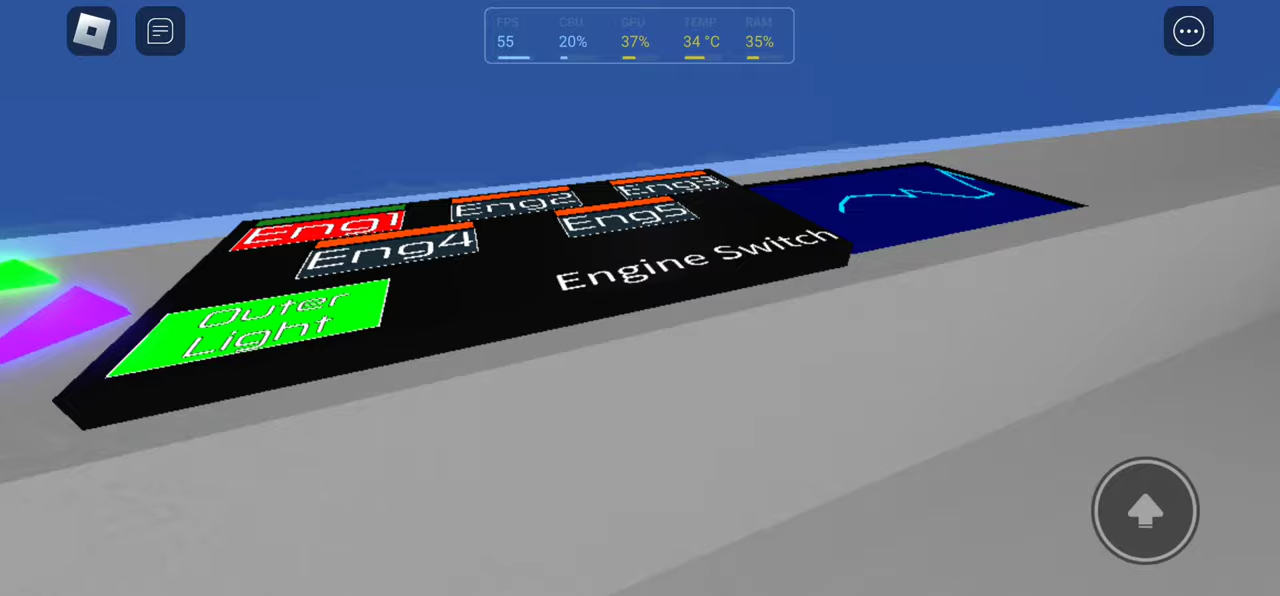 FPS CPU GPU TEMP RAM
55 20% 37% 34 °C 35%
Eng1 Eng2 Eng3
Eng4 Eng5
Engine Switch
Outer
Light